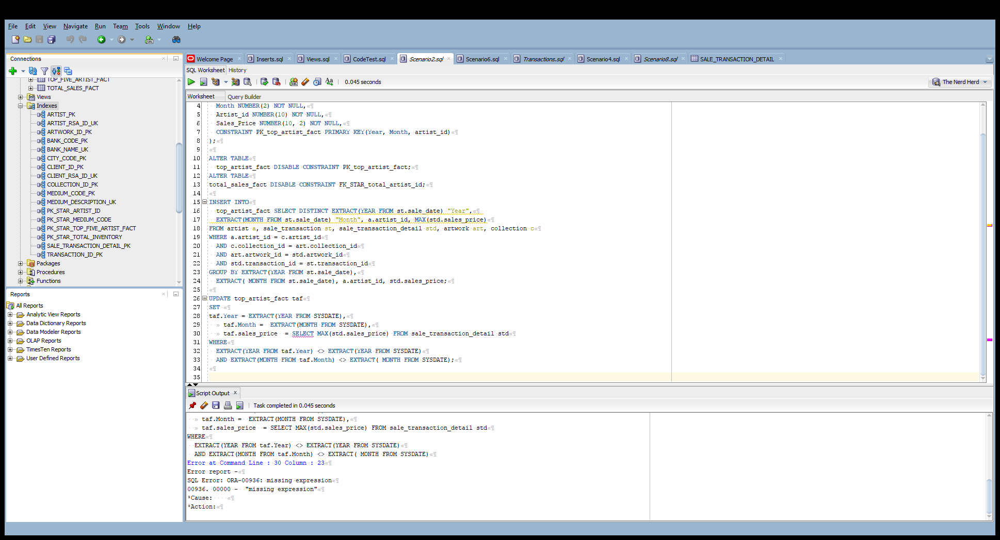 File Edit View Navigate Run Team Tools Window Help
Connections
TOP_FIVE_ARTIST_FACT
TOTAL_SALES_FACT
Views
Indexes
ARTIST_PK
ARTIST_RSA_ID_UK
ARTWORK_ID_PK
BANK_CODE_PK
BANK_NAME_UK
CITY_CODE_PK
CLIENT_ID_PK
CLIENT_RSA_ID_UK
COLLECTION_ID_PK
MEDIUM_CODE_PK
MEDIUM_DESCRIPTION_UK
PK_STAR_ARTIST_ID
PK_STAR_MEDIUM_CODE
PK_STAR_TOP_FIVE_ARTIST_FACT
PK_STAR_TOTAL_INVENTORY
SALE_TRANSACTION_DETAIL_PK
TRANSACTION_ID_PK
Packages
Procedures
Functions
Reports
All Reports
Analytic View Reports
Data Dictionary Reports
Data Modeler Reports
OLAP Reports
TimesTen Reports
User Defined Reports
Welcome Page Inserts.sql Views.sql CodeTest.sql Scenario2.sql Scenario6.sql Transactions.sql Scenario4.sql Scenario8.sql SALE_TRANSACTION_DETAIL
SQL Worksheet History
0.045 seconds The Nerd Herd
Worksheet Query Builder
4 Month NUMBER(2) NOT NULL,«¶
5 Artist_id NUMBER(10) NOT NULL,«¶
6 Sales_Price NUMBER(10, 2) NOT NULL,«¶
7 CONSTRAINT PK_top_artist_fact PRIMARY KEY(Year, Month, artist_id)«¶
8 );«¶
9 «¶
10 ALTER TABLE«¶
11 top_artist_fact DISABLE CONSTRAINT PK_top_artist_fact;«¶
12 ALTER TABLE«¶
13 total_sales_fact DISABLE CONSTRAINT FK_STAR_total_artist_id;«¶
14 «¶
15 INSERT INTO«¶
16 top_artist_fact SELECT DISTINCT EXTRACT(YEAR FROM st.sale_date) "Year",«¶
17 EXTRACT(MONTH FROM st.sale_date) "Month", a.artist_id, MAX(std.sales_price)«¶
18 FROM artist a, sale_transaction st, sale_transaction_detail std, artwork art, collection c«¶
19 WHERE a.artist_id = c.artist_id«¶
20 AND c.collection_id = art.collection_id«¶
21 AND art.artwork_id = std.artwork_id«¶
22 AND std.transaction_id = st.transaction_id«¶
23 GROUP BY EXTRACT(YEAR FROM st.sale_date),«¶
24 EXTRACT( MONTH FROM st.sale_date), a.artist_id, std.sales_price;«¶
25 «¶
26 UPDATE top_artist_fact taf«¶
27 SET «¶
28 taf.Year = EXTRACT(YEAR FROM SYSDATE),«¶
29 » taf.Month =  EXTRACT(MONTH FROM SYSDATE),«¶
30 » taf.sales_price  = SELECT MAX(std.sales_price) FROM sale_transaction_detail std«¶
31 WHERE«¶
32 EXTRACT(YEAR FROM taf.Year) <> EXTRACT(YEAR FROM SYSDATE)«¶
33 AND EXTRACT(MONTH FROM taf.Month) <> EXTRACT( MONTH FROM SYSDATE);«¶
34 «¶
35
Script Output
Task completed in 0.045 seconds
» taf.Month =  EXTRACT(MONTH FROM SYSDATE),«¶
» taf.sales_price  = SELECT MAX(std.sales_price) FROM sale_transaction_detail std«¶
WHERE«¶
EXTRACT(YEAR FROM taf.Year) <> EXTRACT(YEAR FROM SYSDATE)«¶
AND EXTRACT(MONTH FROM taf.Month) <> EXTRACT( MONTH FROM SYSDATE)«¶
Error at Command Line : 30 Column : 23«¶
Error report -«¶
SQL Error: ORA-00936: missing expression«¶
00936. 00000 -  "missing expression"«¶
*Cause:    «¶
*Action:«¶